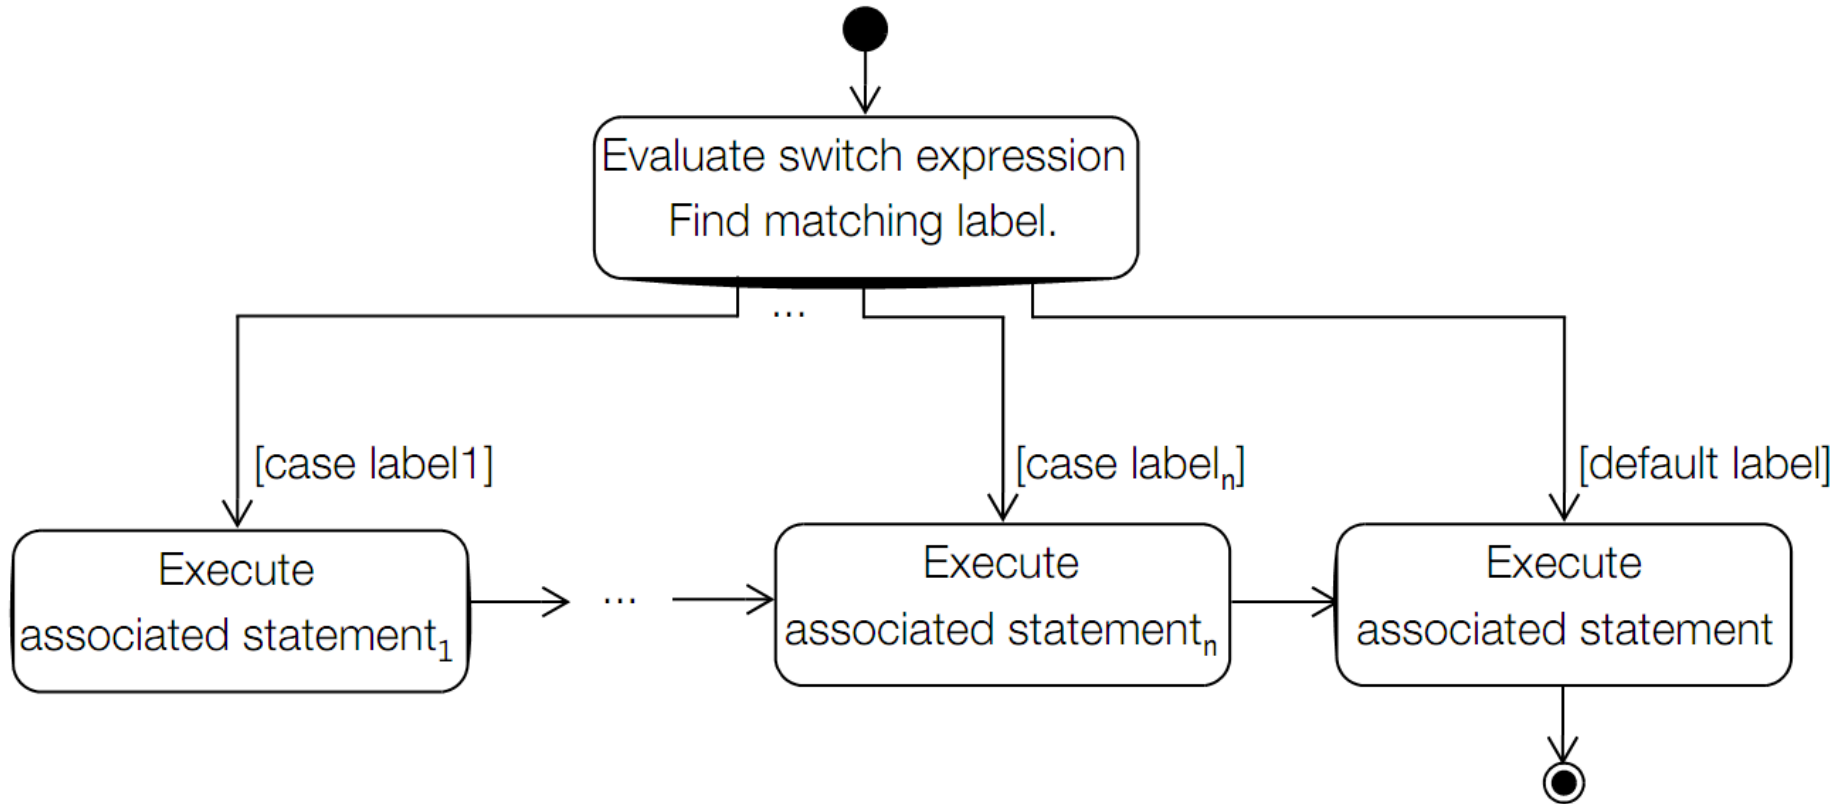 Evaluate switch expression
Find matching label.
...
[case label1]
[case labelₙ]
[default label]
Execute
associated statement₁
...
Execute
associated statementₙ
Execute
associated statement